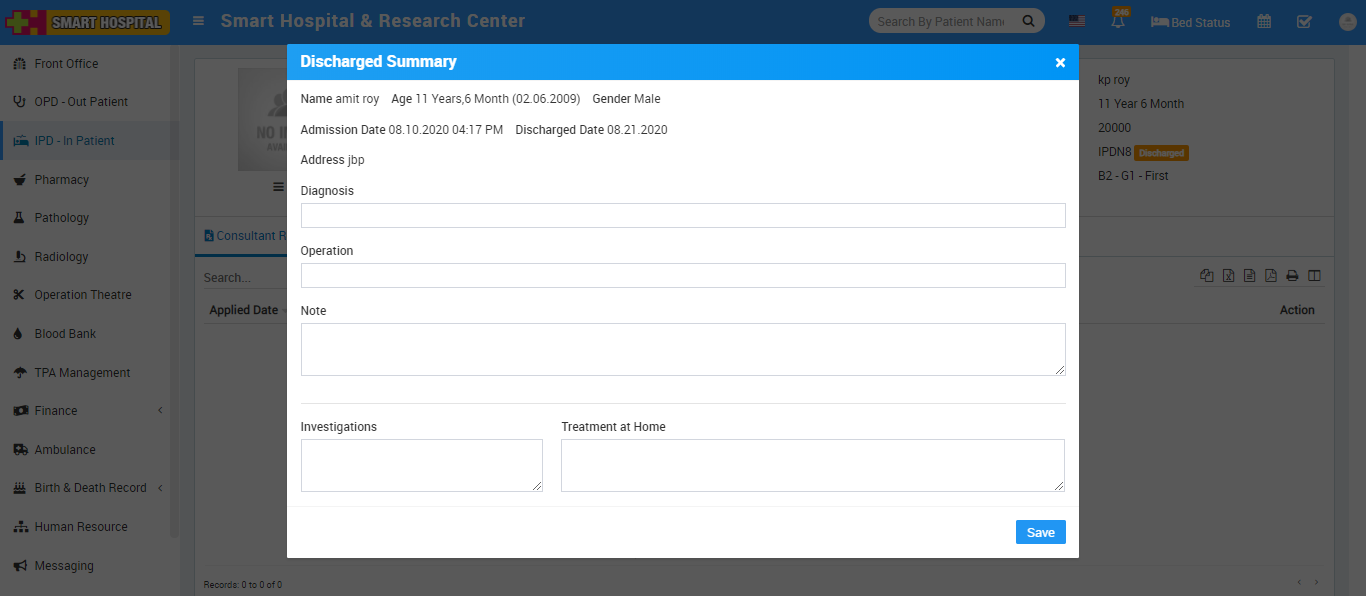 SMART HOSPITAL
Smart Hospital & Research Center
Search By Patient Name
245
Bed Status
Front Office
OPD - Out Patient
IPD - In Patient
Pharmacy
Pathology
Radiology
Operation Theatre
Blood Bank
TPA Management
Finance
Ambulance
Birth & Death Record
Human Resource
Messaging
NO I
AVA
Consultant R
Search...
Applied Date
Records: 0 to 0 of 0
Discharged Summary
×
Name amit roy Age 11 Years,6 Month (02.06.2009) Gender Male
Admission Date 08.10.2020 04:17 PM Discharged Date 08.21.2020
Address jbp
Diagnosis
Operation
Note
Investigations
Treatment at Home
Save
kp roy
11 Year 6 Month
20000
IPDN8 Discharged
B2 - G1 - First
Action